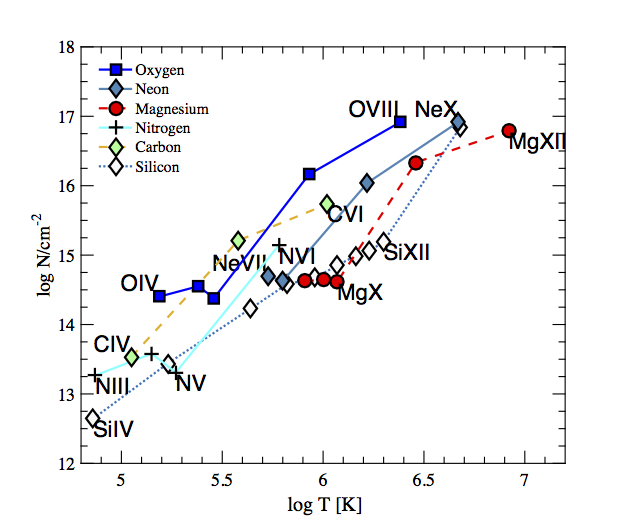 18
17
16
15
14
13
12
log N/cm-2
Oxygen
Neon
Magnesium
Nitrogen
Carbon
Silicon
OVIII NeX
MgXII
CVI
NeVII NVI
SiXII
OIV
MgX
CIV
NIII
NV
SiIV
5 5.5 6 6.5 7
log T [K]